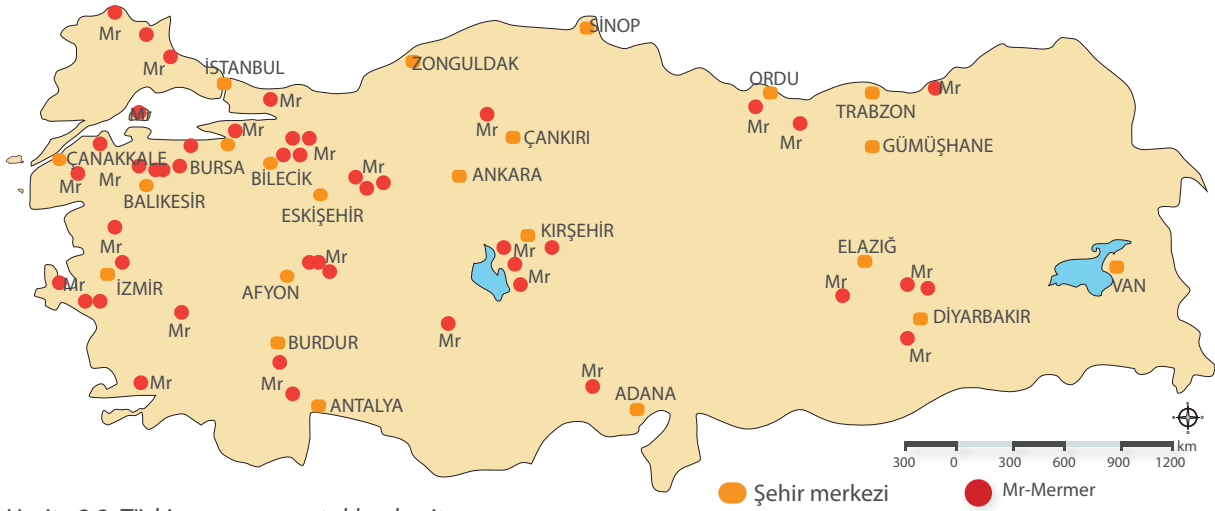 SİNOP
Mr
ZONGULDAK
Mr
İSTANBUL
ORDU
Mr
Mr
TRABZON
Mr
Mr
Mr
Mr
Mr
ÇANKIRI
GÜMÜŞHANE
ÇANAKKALE
BURSA
Mr
Mr
Mr
Mr
BİLECİK
ANKARA
BALIKESİR
ESKİŞEHİR
Mr
KIRŞEHİR
Mr
ELAZIĞ
Mr
Mr
Mr
Mr
Mr
İZMİR
AFYON
VAN
Mr
Mr
DİYARBAKIR
BURDUR
Mr
Mr
Mr
Mr
Mr
ANTALYA
ADANA
km
300 0 300 600 900 1200
Şehir merkezi
Mr-Mermer